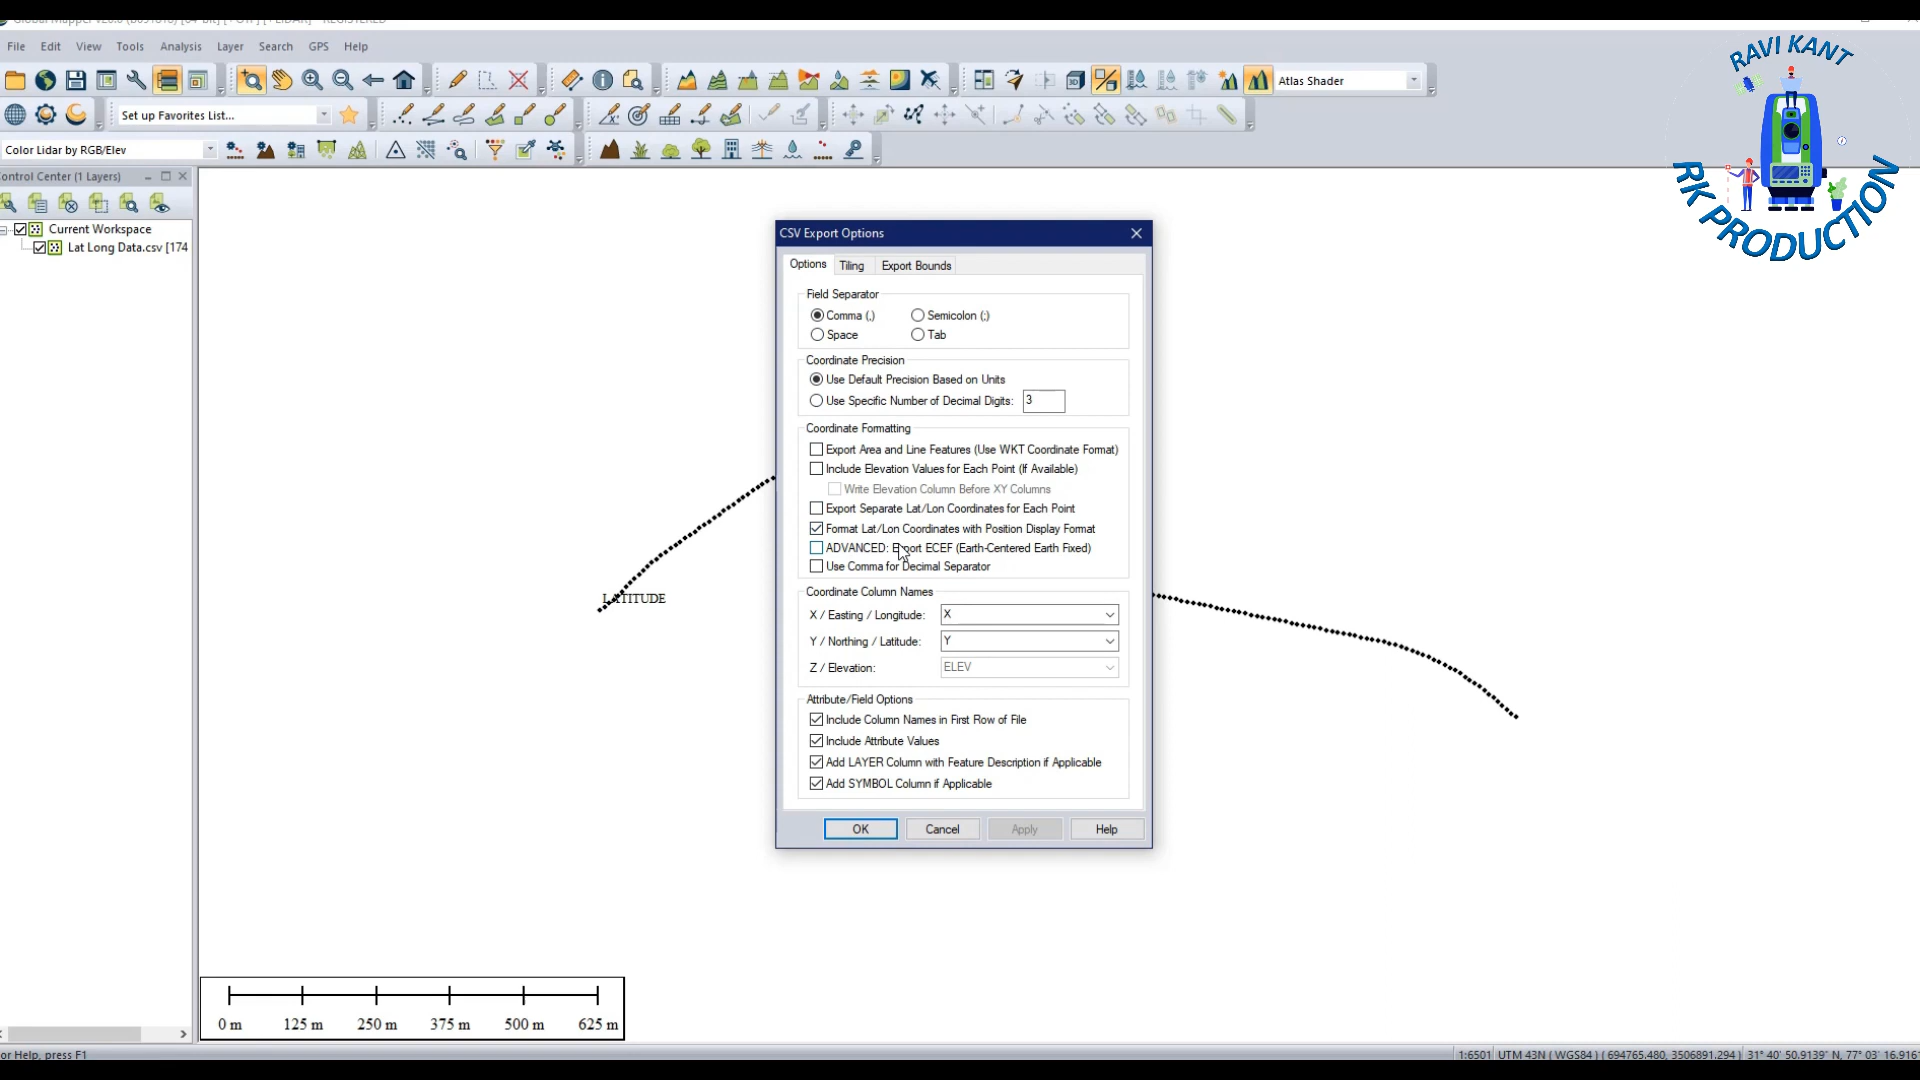 File Edit View Tools Analysis Layer Search GPS Help
Atlas Shader
Set up Favorites List...
Color Lidar by RGB/Elev
ontrol Center (1 Layers)
Current Workspace
Lat Long Data.csv [174
RAVI KANT
RK PRODUCTION
CSV Export Options
Options Tiling Export Bounds
Field Separator
Comma (,) Semicolon (;)
Space Tab
Coordinate Precision
Use Default Precision Based on Units
Use Specific Number of Decimal Digits: 3
Coordinate Formatting
Export Area and Line Features (Use WKT Coordinate Format)
Include Elevation Values for Each Point (If Available)
Write Elevation Column Before XY Columns
Export Separate Lat/Lon Coordinates for Each Point
Format Lat/Lon Coordinates with Position Display Format
ADVANCED: Export ECEF (Earth-Centered Earth Fixed)
Use Comma for Decimal Separator
Coordinate Column Names
X / Easting / Longitude: X
Y / Northing / Latitude: Y
Z / Elevation: ELEV
Attribute/Field Options
Include Column Names in First Row of File
Include Attribute Values
Add LAYER Column with Feature Description if Applicable
Add SYMBOL Column if Applicable
OK Cancel Apply Help
LATITUDE
0 m 125 m 250 m 375 m 500 m 625 m
or Help, press F1
1:6501 UTM 43N ( WGS84 ) ( 694765.480, 3506891.294 ) 31° 40' 50.9139" N, 77° 03' 16.9161